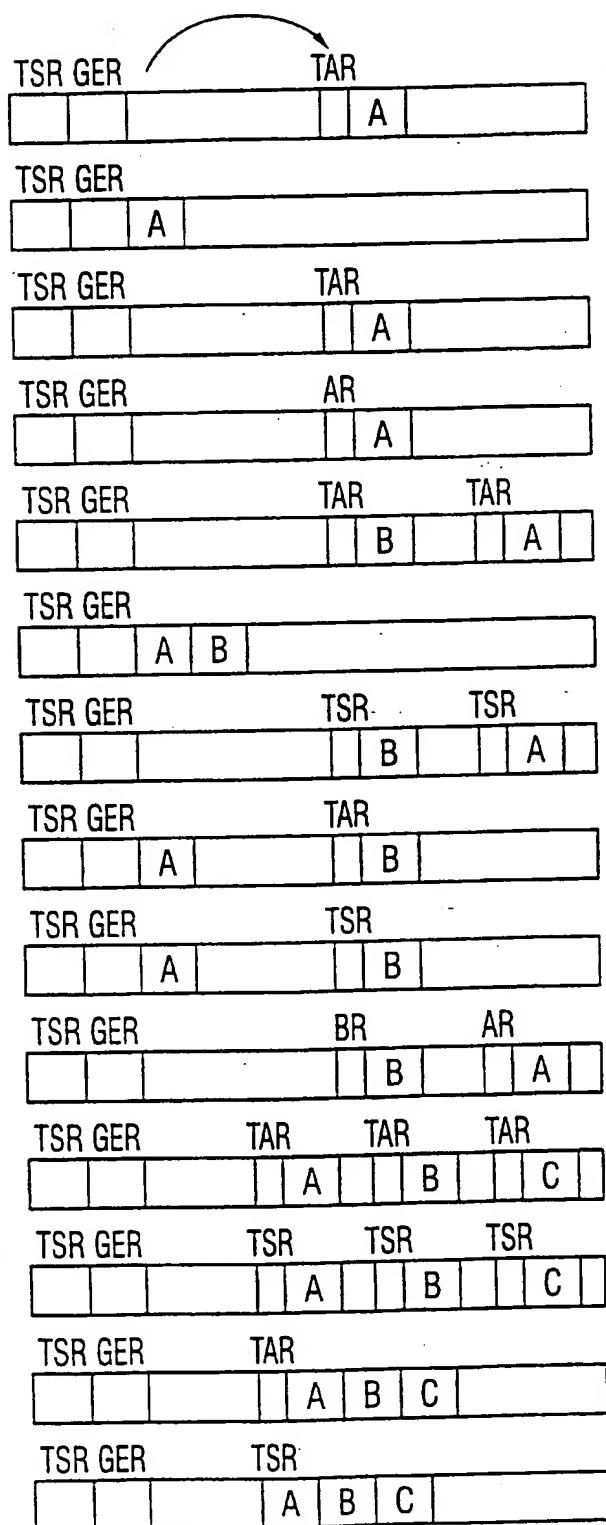 TSR GER TAR
A
TSR GER
A
TSR GER TAR
A
TSR GER AR
A
TSR GER TAR TAR
B A
TSR GER
A B
TSR GER TSR TSR
B A
TSR GER TAR
A B
TSR GER TSR
A B
TSR GER BR AR
B A
TSR GER TAR TAR TAR
A B C
TSR GER TSR TSR TSR
A B C
TSR GER TAR
A B C
TSR GER TSR
A B C